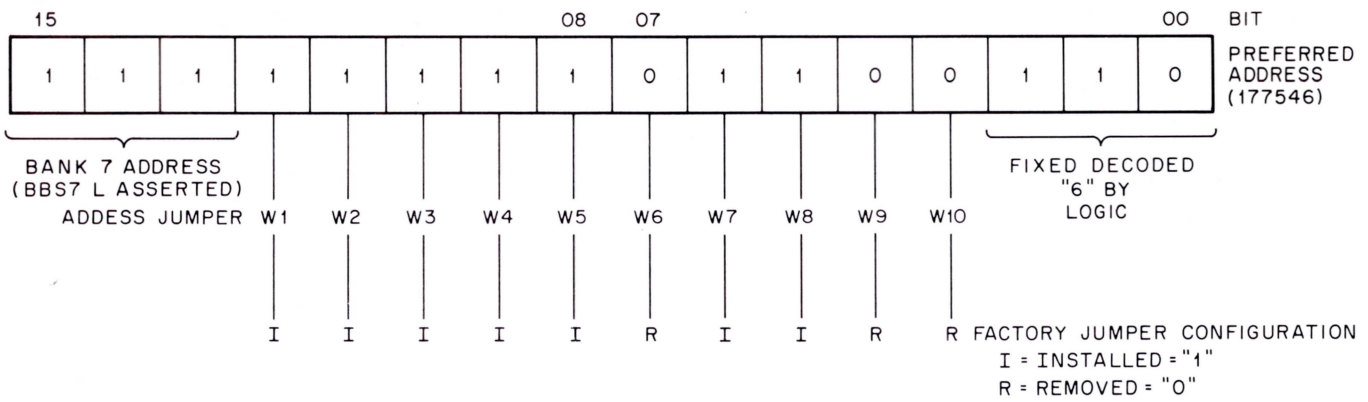 15 08 07 00 BIT
1 1 1 1 1 1 1 1 0 1 1 0 0 1 1 0
PREFERRED
ADDRESS
(177546)
BANK 7 ADDRESS
(BBS7 L ASSERTED)
FIXED DECODED
"6" BY
LOGIC
ADDESS JUMPER W1 W2 W3 W4 W5 W6 W7 W8 W9 W10
I I I I I R I I R R FACTORY JUMPER CONFIGURATION
I = INSTALLED = "1"
R = REMOVED = "0"